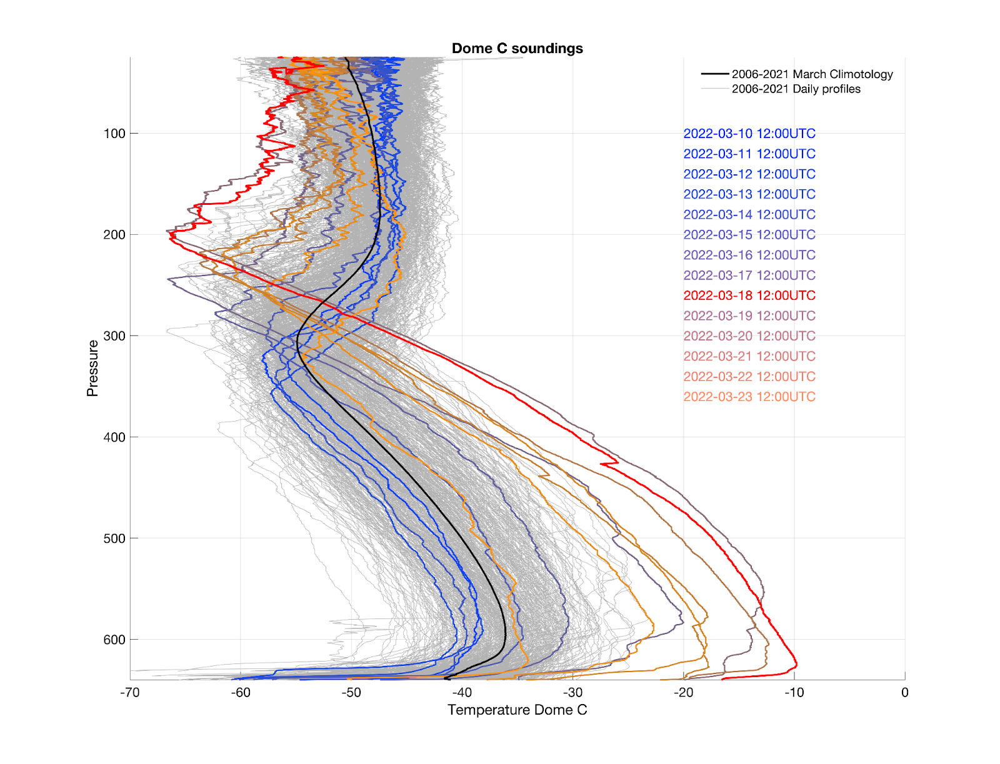 Dome C soundings
2006-2021 March Climotology
2006-2021 Daily profiles
2022-03-10 12:00UTC
2022-03-11 12:00UTC
2022-03-12 12:00UTC
2022-03-13 12:00UTC
2022-03-14 12:00UTC
2022-03-15 12:00UTC
2022-03-16 12:00UTC
2022-03-17 12:00UTC
2022-03-18 12:00UTC
2022-03-19 12:00UTC
2022-03-20 12:00UTC
2022-03-21 12:00UTC
2022-03-22 12:00UTC
2022-03-23 12:00UTC
Pressure
100
200
300
400
500
600
-70 -60 -50 -40 -30 -20 -10 0
Temperature Dome C